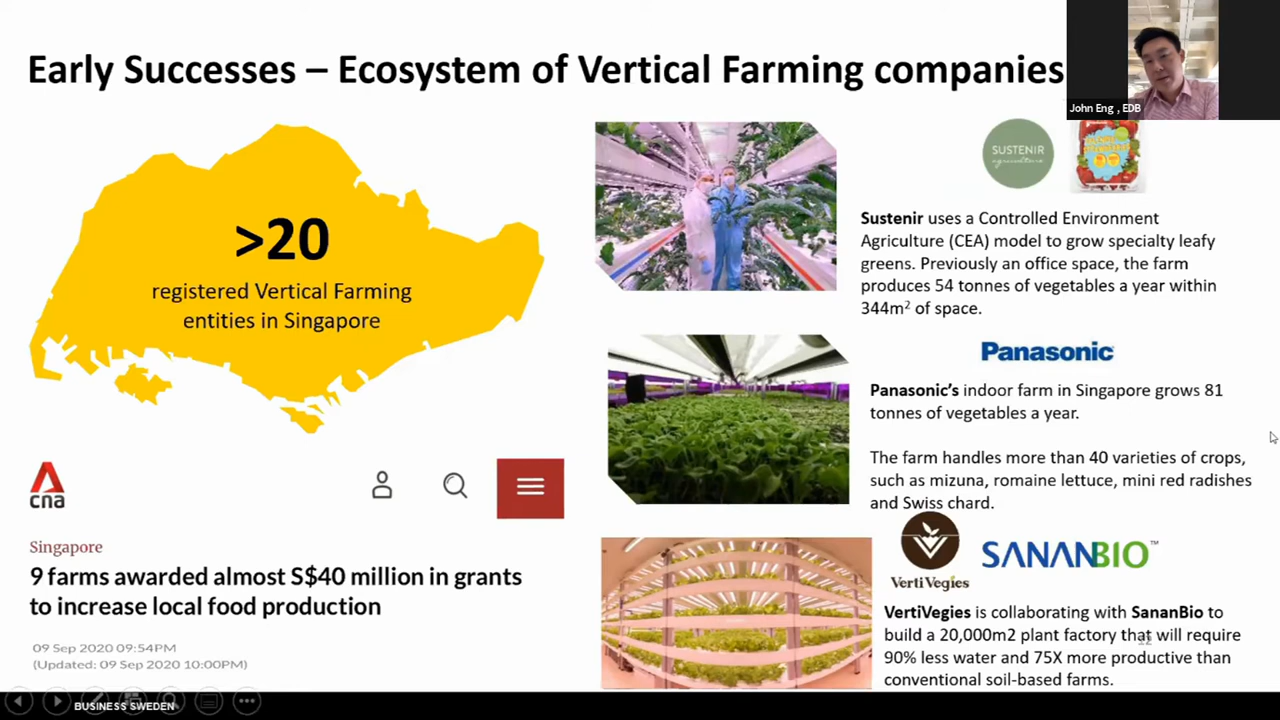 Early Successes – Ecosystem of Vertical Farming companies
John Eng , EDB
>20
registered Vertical Farming
entities in Singapore
SUSTENIR
agriculture
Sustenir uses a Controlled Environment
Agriculture (CEA) model to grow specialty leafy
greens. Previously an office space, the farm
produces 54 tonnes of vegetables a year within
344m² of space.
Panasonic
Panasonic's indoor farm in Singapore grows 81
tonnes of vegetables a year.
The farm handles more than 40 varieties of crops,
such as mizuna, romaine lettuce, mini red radishes
and Swiss chard.
cna
Singapore
9 farms awarded almost S$40 million in grants
to increase local food production
09 Sep 2020 09:54PM
(Updated: 09 Sep 2020 10:00PM)
VertiVegies
SANANBIO™
VertiVegies is collaborating with SananBio to
build a 20,000m2 plant factory that will require
90% less water and 75X more productive than
conventional soil-based farms.
12
BUSINESS SWEDEN